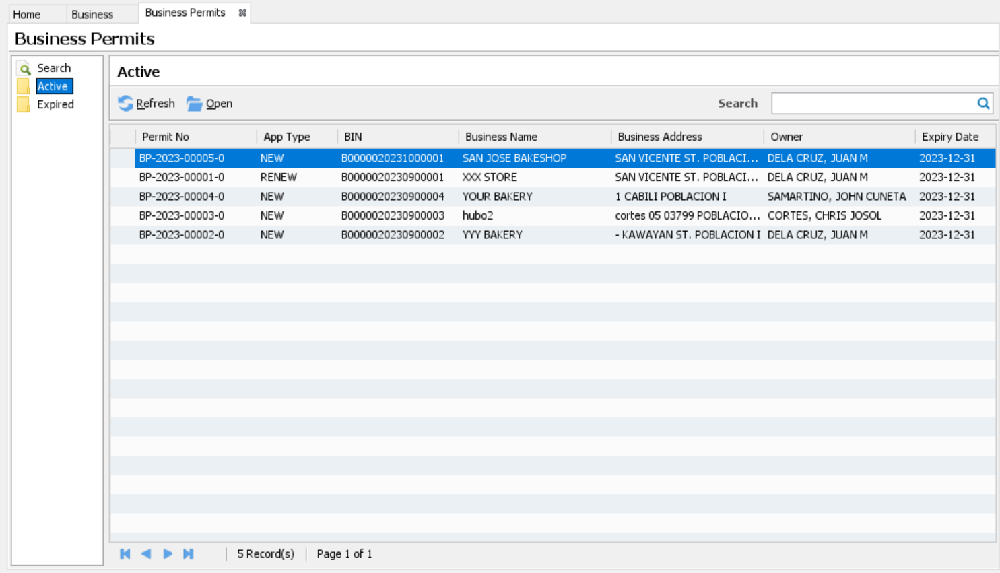 Home Business Business Permits
Business Permits
Search
Active
Expired
Active
Refresh Open Search
Permit No App Type BIN Business Name Business Address Owner Expiry Date
BP-2023-00005-0 NEW B0000020231000001 SAN JOSE BAKESHOP SAN VICENTE ST. POBLACI... DELA CRUZ, JUAN M 2023-12-31
BP-2023-00001-0 RENEW B0000020230900001 XXX STORE SAN VICENTE ST. POBLACI... DELA CRUZ, JUAN M 2023-12-31
BP-2023-00004-0 NEW B0000020230900004 YOUR BAKERY 1 CABILI POBLACION I SAMARTINO, JOHN CUNETA 2023-12-31
BP-2023-00003-0 NEW B0000020230900003 hubo2 cortes 05 03799 POBLACIO... CORTES, CHRIS JOSOL 2023-12-31
BP-2023-00002-0 NEW B0000020230900002 YYY BAKERY - KAWAYAN ST. POBLACION I DELA CRUZ, JUAN M 2023-12-31
5 Record(s) Page 1 of 1